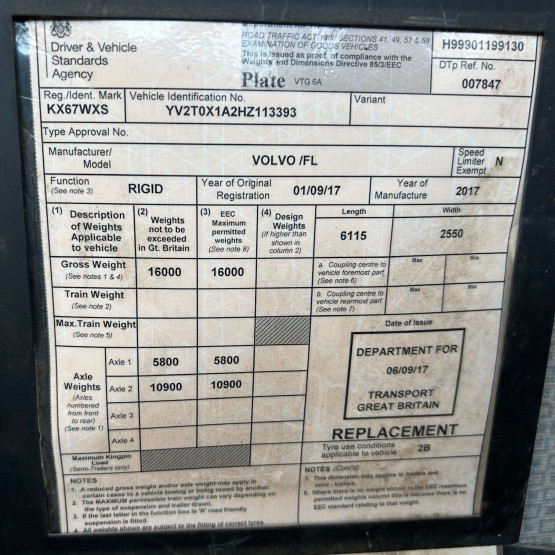 Driver & Vehicle
Standards
Agency
ROAD TRAFFIC ACT 1988 SECTIONS 41, 49, 57 & 58
EXAMINATION OF GOODS VEHICLES
This is issued as proof of compliance with the
Weights and Dimensions Directive 85/3/EEC
Plate VTG 6A
H99901199130
DTp Ref. No.
007847
Reg./Ident. Mark
KX67WXS
Vehicle Identification No.
YV2T0X1A2HZ113393
Variant
Type Approval No.
Manufacturer/
Model
VOLVO /FL
Speed
Limiter
Exempt
N
Function
(See note 3)
RIGID
Year of Original
Registration
01/09/17
Year of
Manufacture
2017
(1) Description
of Weights
Applicable
to vehicle
(2) Weights
not to be
exceeded
in Gt. Britain
(3) EEC
Maximum
permitted
weights
(See note 8)
(4) Design
Weights
(If higher than
shown in
column 2)
Length
6115
Width
2550
Gross Weight
(See notes 1 & 4)
16000
16000
a. Coupling centre to
vehicle foremost part
(See note 6)
Max.
Min
Train Weight
(See note 2)
b. Coupling centre to
vehicle rearmost part
(See note 7)
Max
Min
Max.Train Weight
(See note 5)
Axle
Weights
(Axles
numbered
from front
to rear)
(See note 1)
Axle 1
5800
5800
Axle 2
10900
10900
Axle 3
Axle 4
Maximum Kingpin
Load
(Semi-Trailers only)
Date of Issue
DEPARTMENT FOR
06/09/17
TRANSPORT
GREAT BRITAIN
REPLACEMENT
Tyre use conditions
applicable to vehicle
2B
NOTES
1. A reduced gross weight and/or axle weight may apply in
certain cases to a vehicle towing or being towed by another.
2. The MAXIMUM permissible train weight can vary depending on
the type of suspension and trailer drawn.
3. If the last letter in the function box is 'R' road friendly
suspension is fitted.
4. All weights shown are subject to the fitting of correct tyres.
NOTES (Cont'd)
7. This dimension only applies to
semi - trailers.
8. Where there is no weight shown in the EEC maximum
permitted weights column this is because there is no
EEC standard relating to that weight.